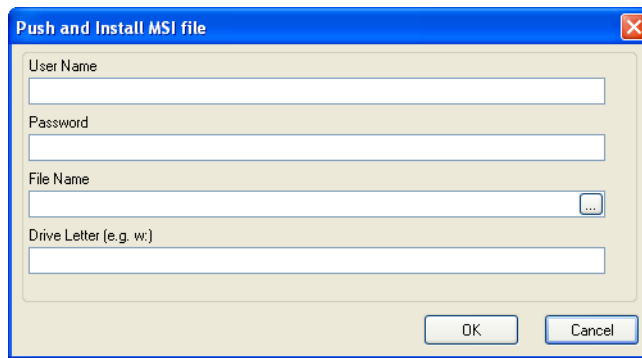 Push and Install MSI file
User Name
Password
File Name
...
Drive Letter (e.g. w:)
OK Cancel